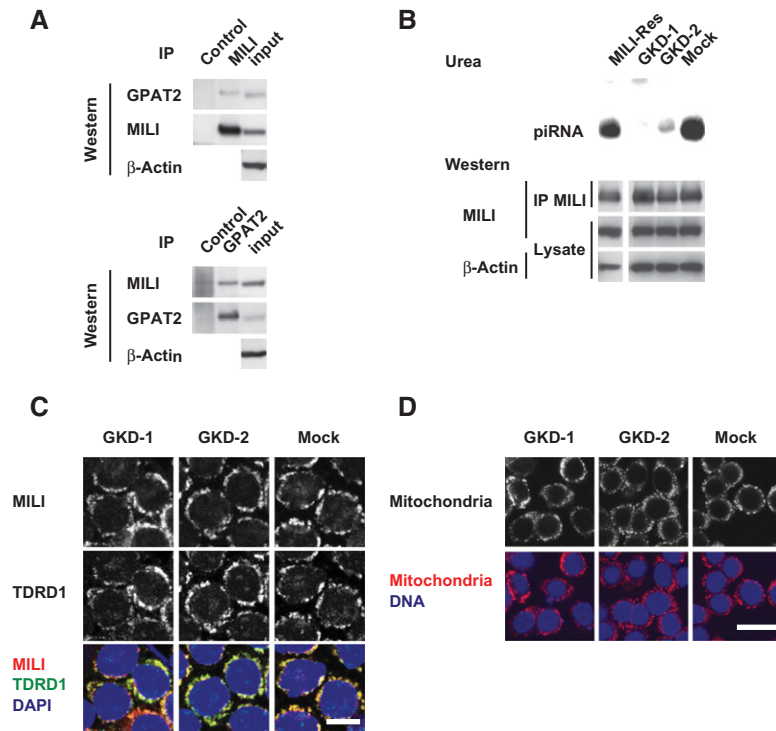 A
IP
Control
MILI
input
Western
GPAT2
MILI
β-Actin
IP
Control
GPAT2
input
Western
MILI
GPAT2
β-Actin
B
Urea
MILI-Res
GKD-1
GKD-2
Mock
piRNA
Western
MILI
IP MILI
Lysate
β-Actin
C
GKD-1 GKD-2 Mock
MILI
TDRD1
MILI
TDRD1
DAPI
D
GKD-1 GKD-2 Mock
Mitochondria
Mitochondria
DNA